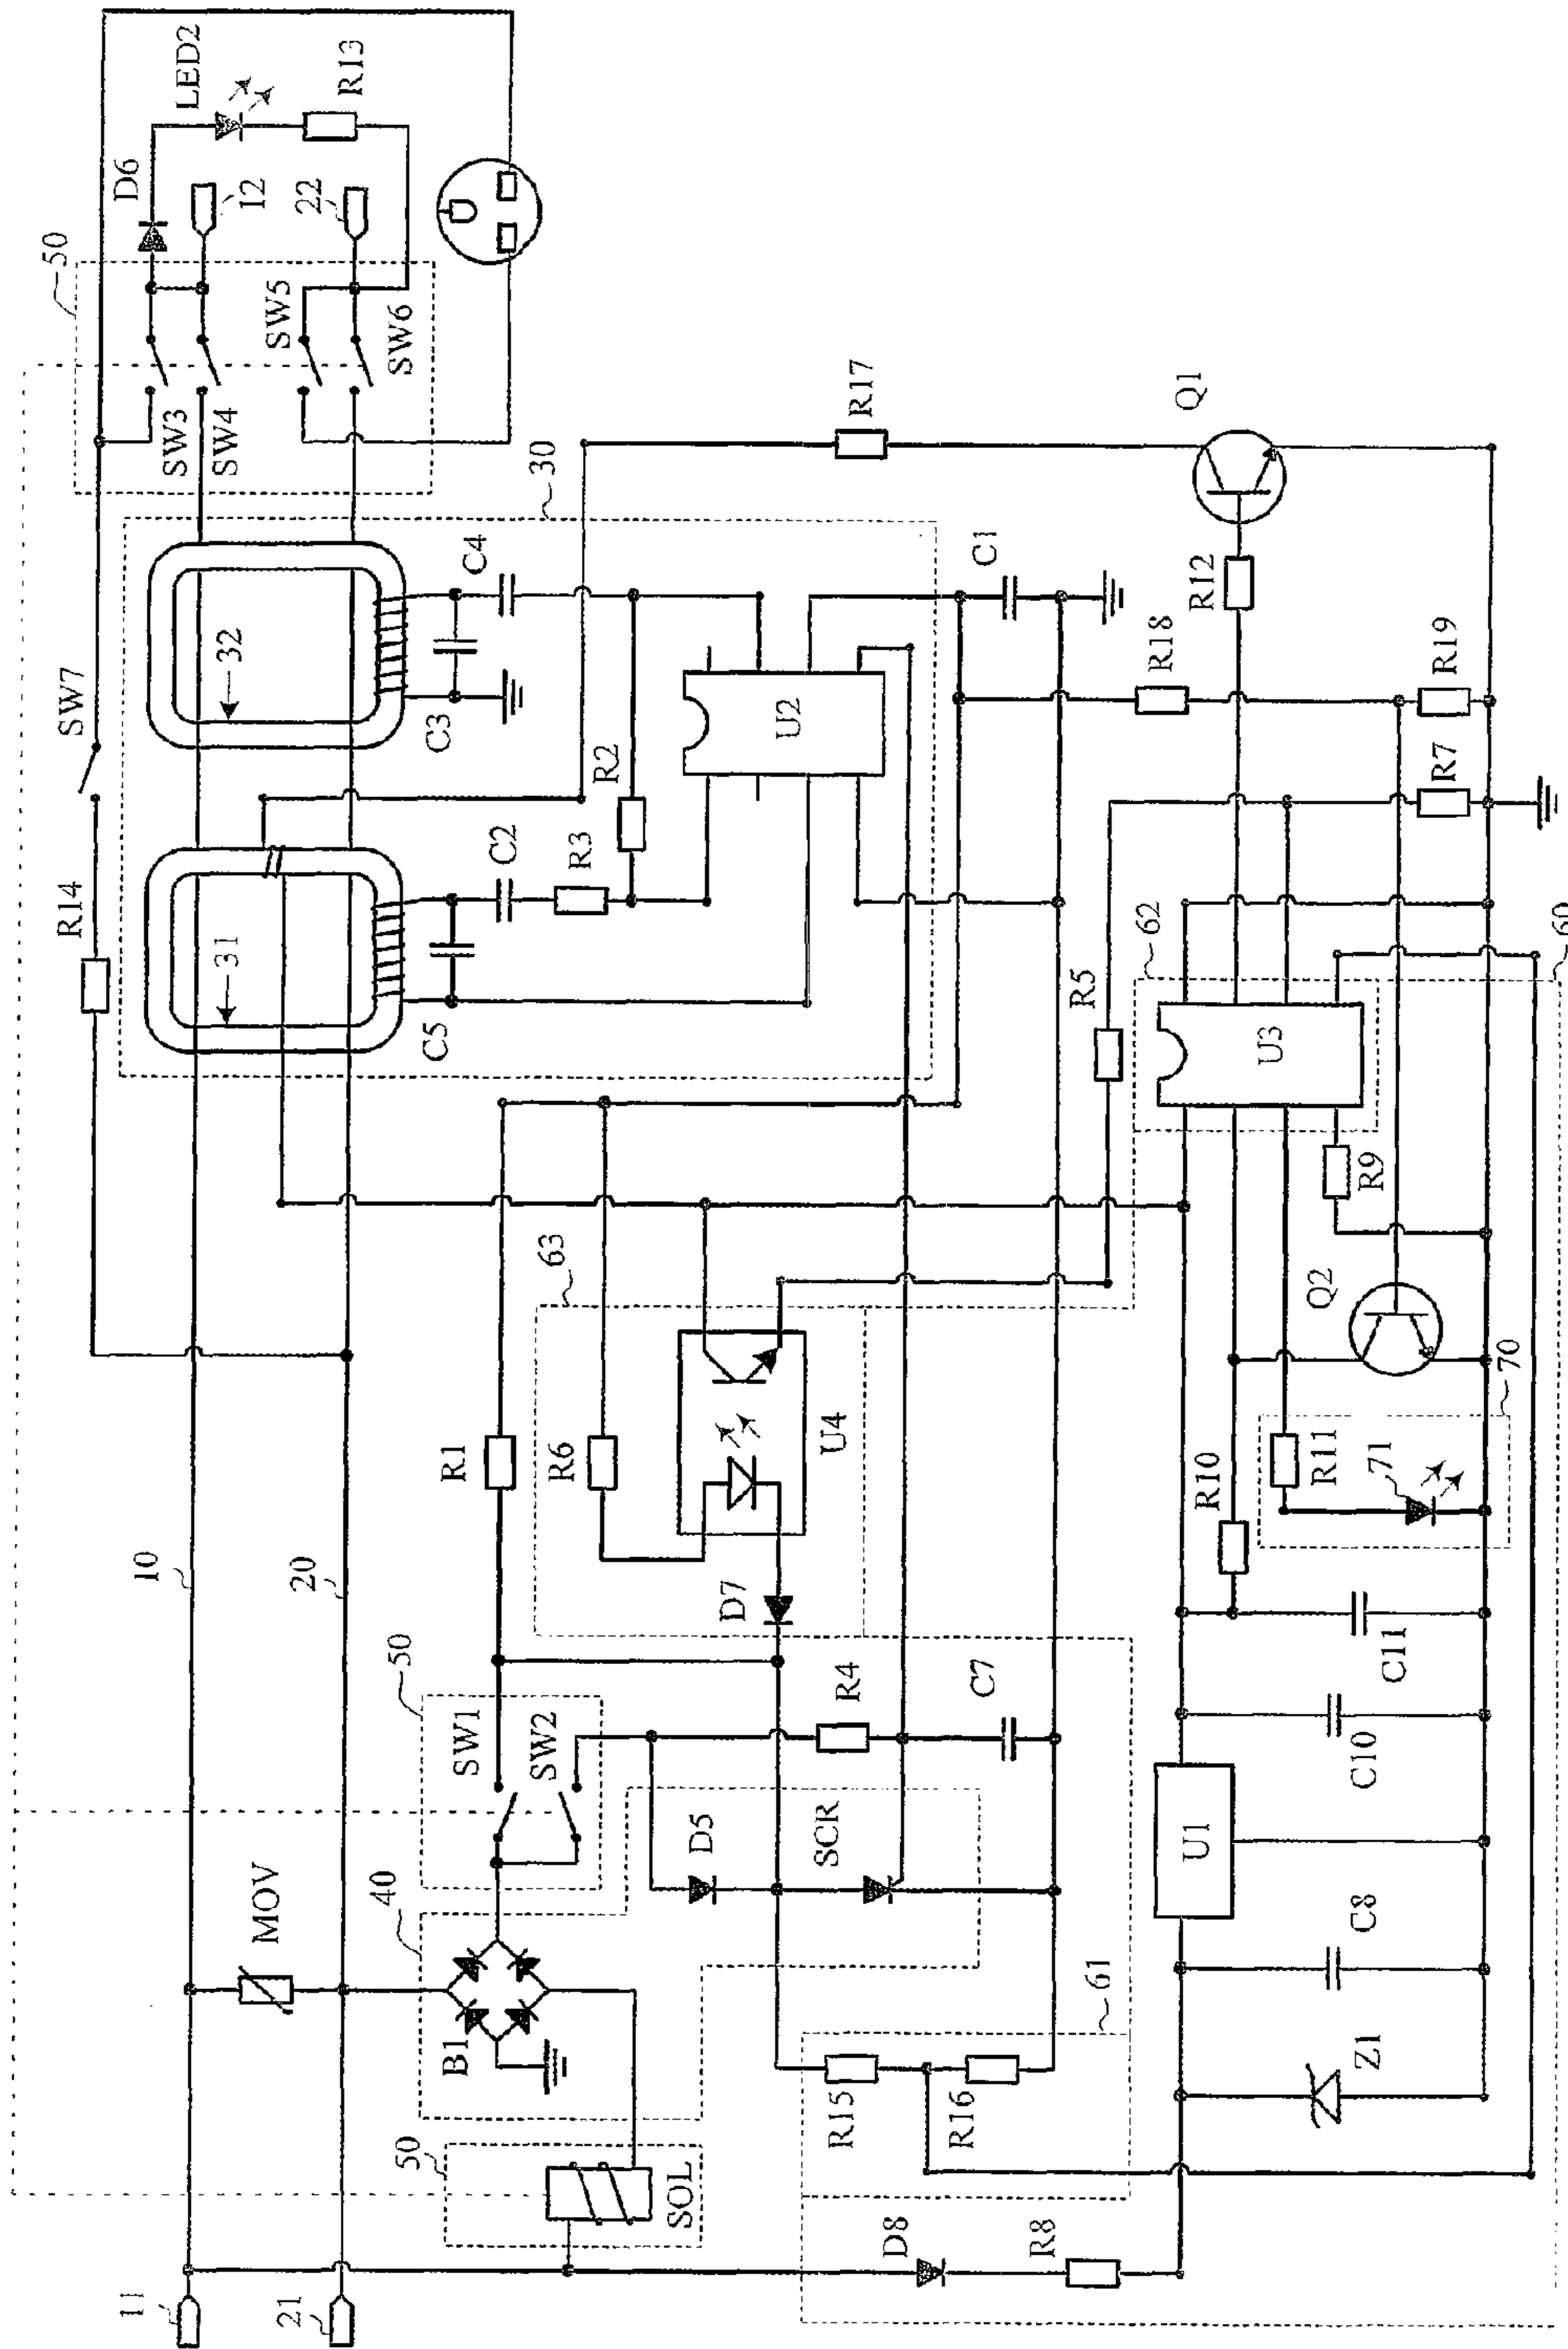 11
21
10
20
MOV
50
SOL
B1
40
50
SW1
SW2
R1
R14
SW7
31
32
C5
C2
R3
R2
C3
C4
30
U2
C1
50
SW3
SW4
SW5
SW6
D6
LED2
R13
12
22
R6
63
U4
D7
R4
C7
D5
SCR
R15
R16
61
D8
R8
Z1
C8
U1
C10
C11
R10
R11
71
70
Q2
R9
62
U3
R5
R7
R18
R19
R12
R17
Q1
60